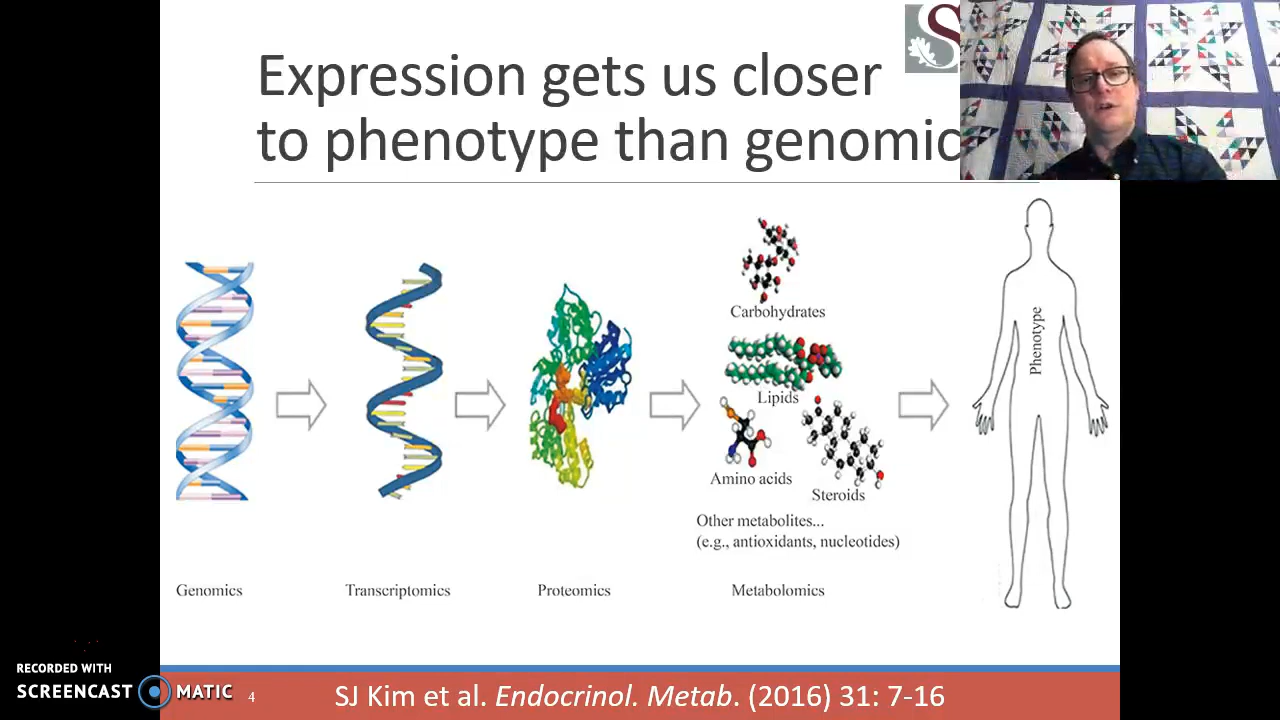 Expression gets us closer
to phenotype than genomic
S
Carbohydrates
Lipids
Amino acids
Steroids
Other metabolites...
(e.g., antioxidants, nucleotides)
Phenotype
Genomics
Transcriptomics
Proteomics
Metabolomics
RECORDED WITH
SCREENCAST MATIC
4
SJ Kim et al. Endocrinol. Metab. (2016) 31: 7-16